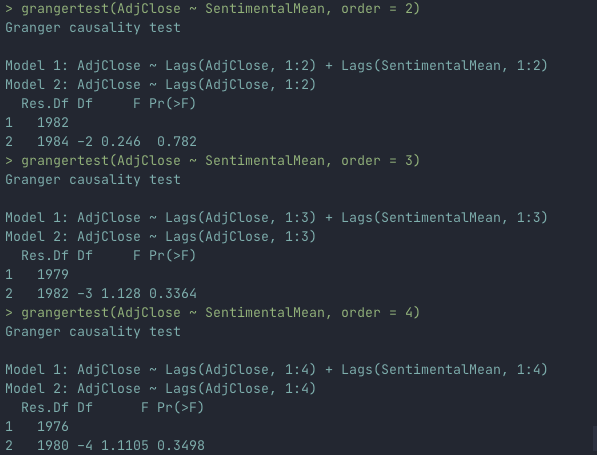 > grangertest(AdjClose ~ SentimentalMean, order = 2)
Granger causality test

Model 1: AdjClose ~ Lags(AdjClose, 1:2) + Lags(SentimentalMean, 1:2)
Model 2: AdjClose ~ Lags(AdjClose, 1:2)
  Res.Df Df     F Pr(>F)
1   1982
2   1984 -2 0.246  0.782
> grangertest(AdjClose ~ SentimentalMean, order = 3)
Granger causality test

Model 1: AdjClose ~ Lags(AdjClose, 1:3) + Lags(SentimentalMean, 1:3)
Model 2: AdjClose ~ Lags(AdjClose, 1:3)
  Res.Df Df     F Pr(>F)
1   1979
2   1982 -3 1.128 0.3364
> grangertest(AdjClose ~ SentimentalMean, order = 4)
Granger causality test

Model 1: AdjClose ~ Lags(AdjClose, 1:4) + Lags(SentimentalMean, 1:4)
Model 2: AdjClose ~ Lags(AdjClose, 1:4)
  Res.Df Df      F Pr(>F)
1   1976
2   1980 -4 1.1105 0.3498